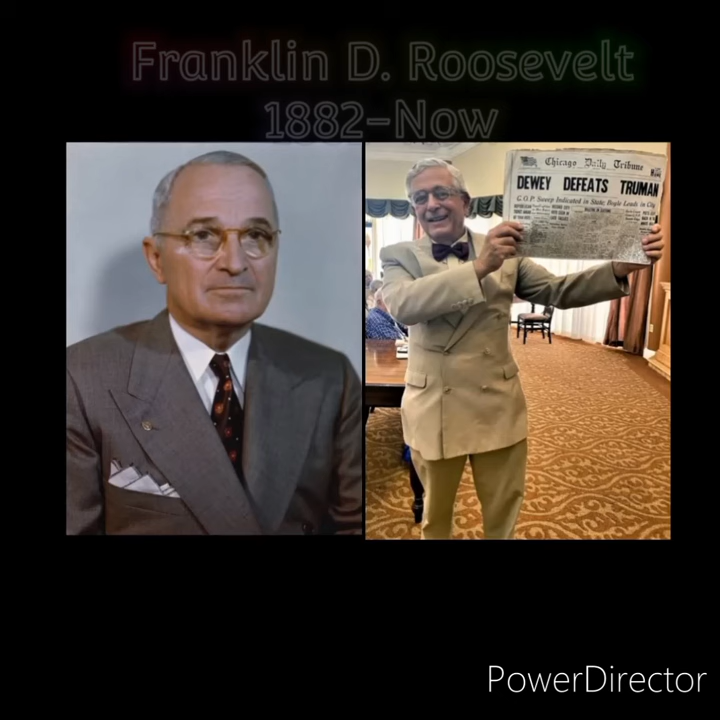 Franklin D. Roosevelt
1882-Now
Chicago Daily Tribune
DEWEY DEFEATS TRUMAN
G.O.P. Sweep Indicated in State; Boyle Leads in City
PowerDirector